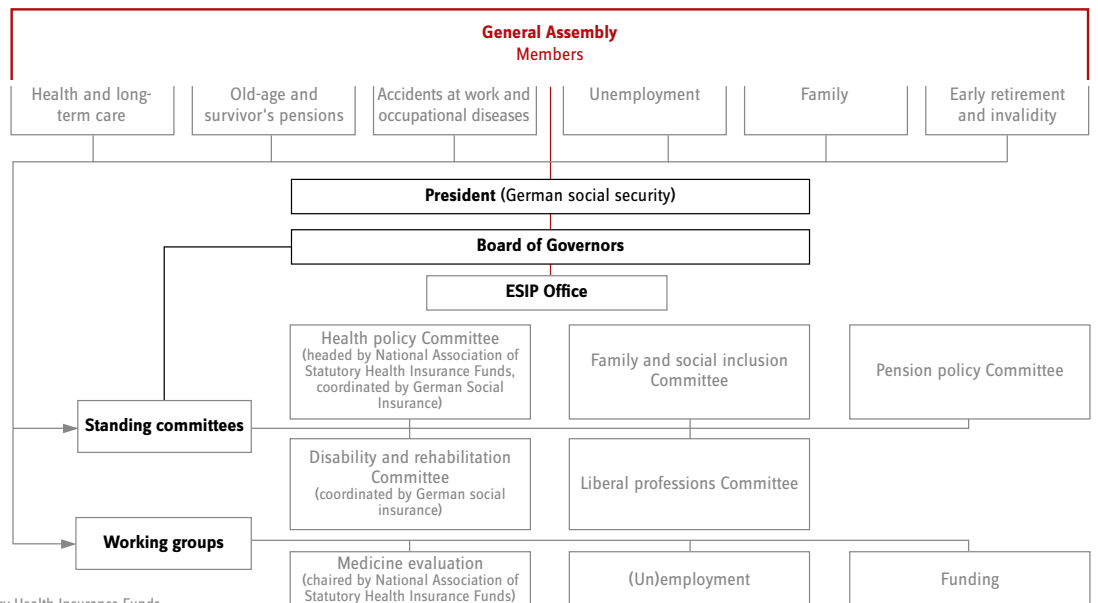 General Assembly
Members
Health and long-
term care
Old-age and
survivor‘s pensions
Accidents at work and
occupational diseases
Unemployment
Family
Early retirement
and invalidity
President (German social security)
Board of Governors
ESIP Office
Health policy Committee
(headed by National Association of
Statutory Health Insurance Funds,
coordinated by German Social
Insurance)
Family and social inclusion
Committee
Pension policy Committee
Standing committees
Disability and rehabilitation
Committee
(coordinated by German social
insurance)
Liberal professions Committee
Working groups
Medicine evaluation
(chaired by National Association of
Statutory Health Insurance Funds)
(Un)employment
Funding
Health Insurance Funds